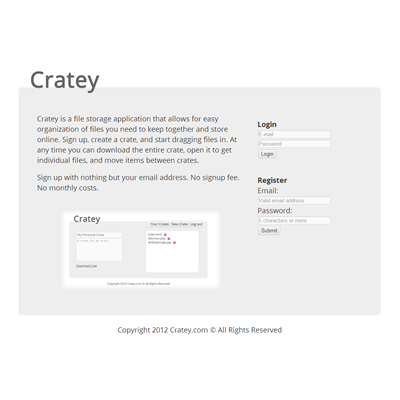 Cratey
Cratey is a file storage application that allows for easy
organization of files you need to keep together and store
online. Sign up, create a crate, and start dragging files in. At
any time you can download the entire crate, open it to get
individual files, and move items between crates.
Sign up with nothing but your email address. No signup fee.
No monthly costs.
Cratey
Your Crates New Crate Log out
My Personal Crate
Download Crate
Copyright 2012 Cratey.com © All Rights Reserved
Login
E-mail
Password
Login
Register
Email:
Valid email address
Password:
5 characters or more
Submit
Copyright 2012 Cratey.com © All Rights Reserved